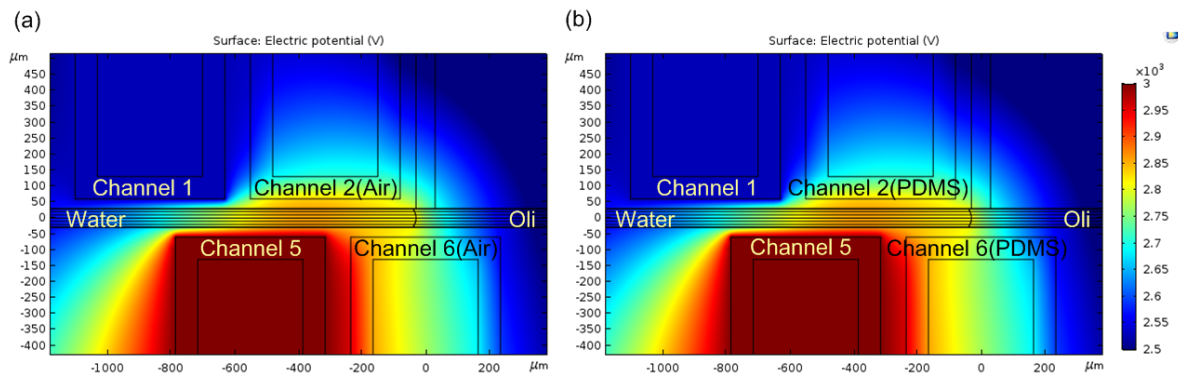 (a)
Surface: Electric potential (V)
μm
450
400
350
300
250
200
150
100
50
0
-50
-100
-150
-200
-250
-300
-350
-400
Channel 1
Channel 2(Air)
Water
Oli
Channel 5
Channel 6(Air)
-1000 -800 -600 -400 -200 0 200 μm
(b)
Surface: Electric potential (V)
μm
450
400
350
300
250
200
150
100
50
0
-50
-100
-150
-200
-250
-300
-350
-400
Channel 1
Channel 2(PDMS)
Water
Oli
Channel 5
Channel 6(PDMS)
-1000 -800 -600 -400 -200 0 200 μm
×10³
3
2.95
2.9
2.85
2.8
2.75
2.7
2.65
2.6
2.55
2.5